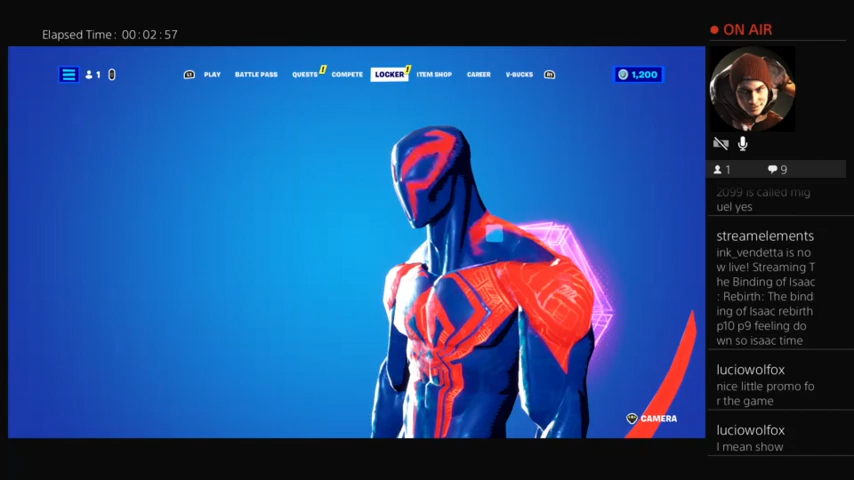 Elapsed Time: 00:02:57
ON AIR
1
L1
PLAY
BATTLE PASS
QUESTS
!
COMPETE
LOCKER
!
ITEM SHOP
CAREER
V-BUCKS
R1
1,200
1
9
2099 is called mig
uel yes
streamelements
ink_vendetta is no
w live! Streaming T
he Binding of Isaac
: Rebirth: The bind
ing of Isaac rebirth
p10 p9 feeling do
wn so isaac time
luciowolfox
nice little promo fo
r the game
luciowolfox
I mean show
CAMERA